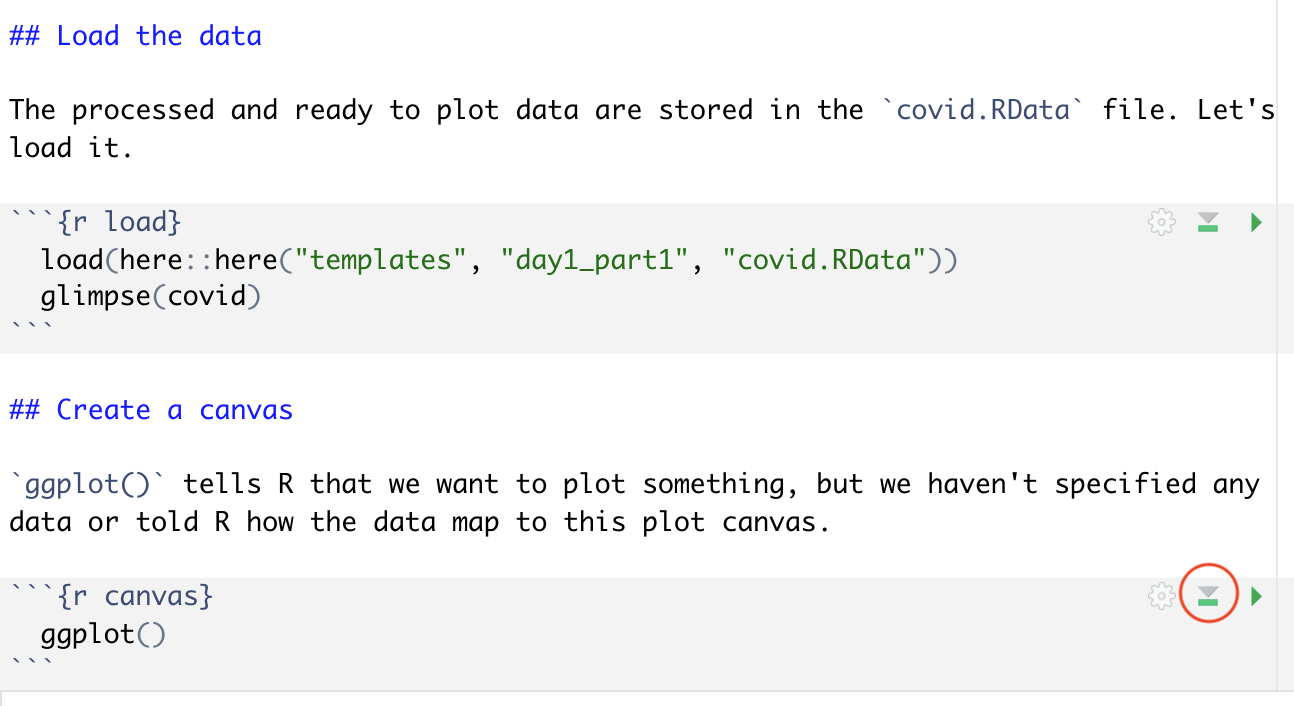 ## Load the data
The processed and ready to plot data are stored in the `covid.RData` file. Let's
load it.
```{r load}
  load(here::here("templates", "day1_part1", "covid.RData"))
  glimpse(covid)
```
## Create a canvas
`ggplot()` tells R that we want to plot something, but we haven't specified any
data or told R how the data map to this plot canvas.
```{r canvas}
  ggplot()
```